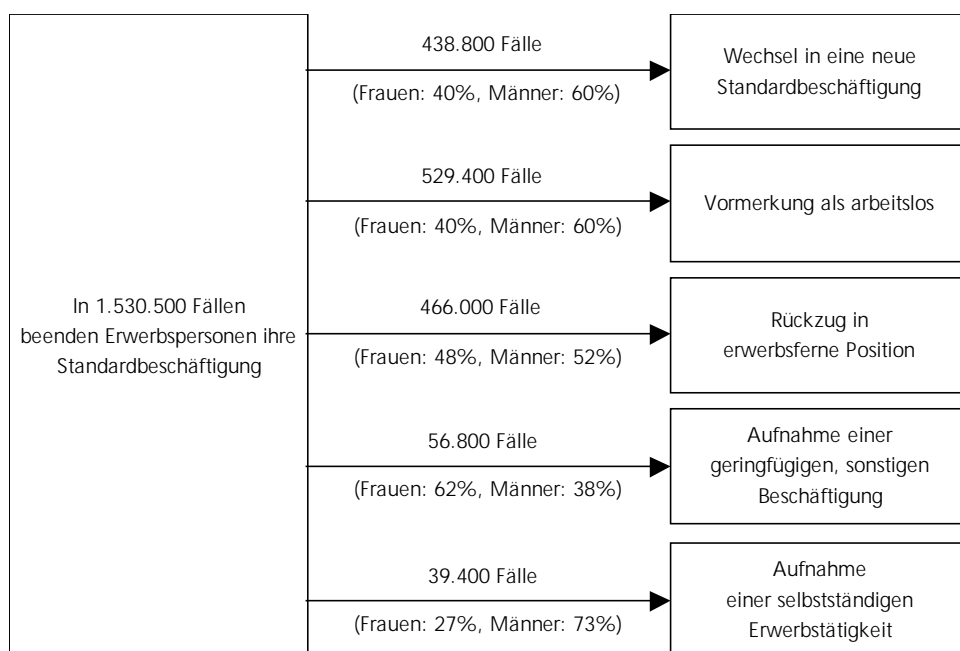 In 1.530.500 Fällen
beenden Erwerbspersonen ihre
Standardbeschäftigung
438.800 Fälle
(Frauen: 40%, Männer: 60%)
Wechsel in eine neue
Standardbeschäftigung
529.400 Fälle
(Frauen: 40%, Männer: 60%)
Vormerkung als arbeitslos
466.000 Fälle
(Frauen: 48%, Männer: 52%)
Rückzug in
erwerbsferne Position
56.800 Fälle
(Frauen: 62%, Männer: 38%)
Aufnahme einer
geringfügigen, sonstigen
Beschäftigung
39.400 Fälle
(Frauen: 27%, Männer: 73%)
Aufnahme
einer selbstständigen
Erwerbstätigkeit